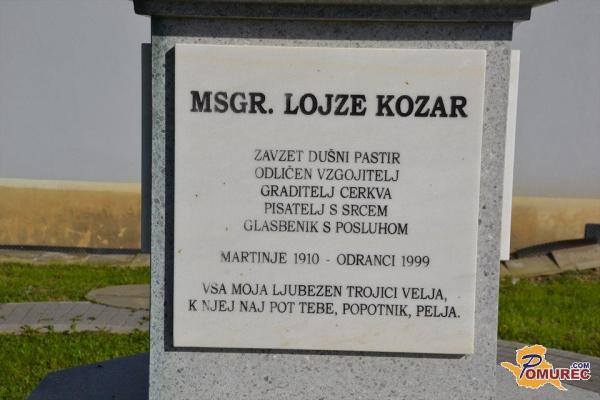 MSGR. LOJZE KOZAR
ZAVZET DUŠNI PASTIR
ODLIČEN VZGOJITELJ
GRADITELJ CERKVA
PISATELJ S SRCEM
GLASBENIK S POSLUHOM
MARTINJE 1910 - ODRANCI 1999
VSA MOJA LJUBEZEN TROJICI VELJA,
K NJEJ NAJ POT TEBE, POPOTNIK, PELJA.
POMUREC.COM